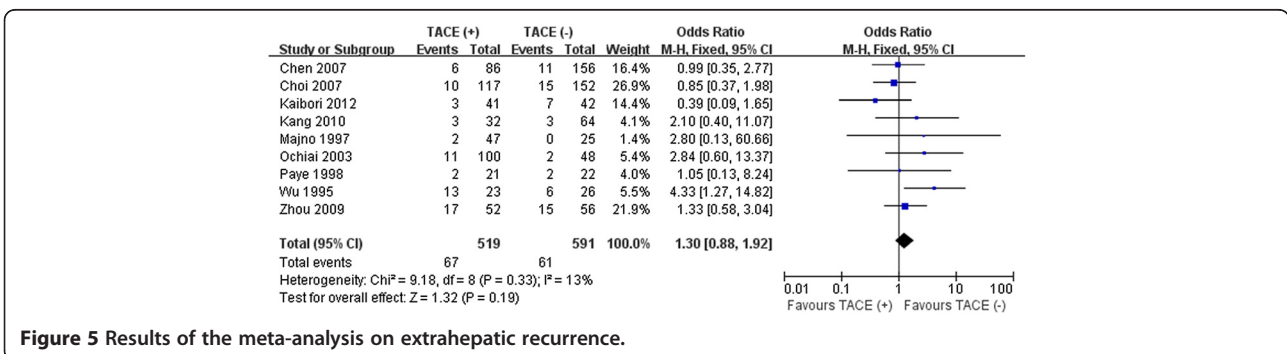 TACE (+) TACE (-) Odds Ratio Odds Ratio
Study or Subgroup Events Total Events Total Weight M-H, Fixed, 95% CI M-H, Fixed, 95% CI
Chen 2007 6 86 11 156 16.4% 0.99 [0.35, 2.77]
Choi 2007 10 117 15 152 26.9% 0.85 [0.37, 1.98]
Kaibori 2012 3 41 7 42 14.4% 0.39 [0.09, 1.65]
Kang 2010 3 32 3 64 4.1% 2.10 [0.40, 11.07]
Majno 1997 2 47 0 25 1.4% 2.80 [0.13, 60.66]
Ochiai 2003 11 100 2 48 5.4% 2.84 [0.60, 13.37]
Paye 1998 2 21 2 22 4.0% 1.05 [0.13, 8.24]
Wu 1995 13 23 6 26 5.5% 4.33 [1.27, 14.82]
Zhou 2009 17 52 15 56 21.9% 1.33 [0.58, 3.04]
Total (95% CI) 519 591 100.0% 1.30 [0.88, 1.92]
Total events 67 61
Heterogeneity: Chi² = 9.18, df = 8 (P = 0.33); I² = 13%
Test for overall effect: Z = 1.32 (P = 0.19)
0.01 0.1 1 10 100
Favours TACE (+) Favours TACE (-)
Figure 5 Results of the meta-analysis on extrahepatic recurrence.